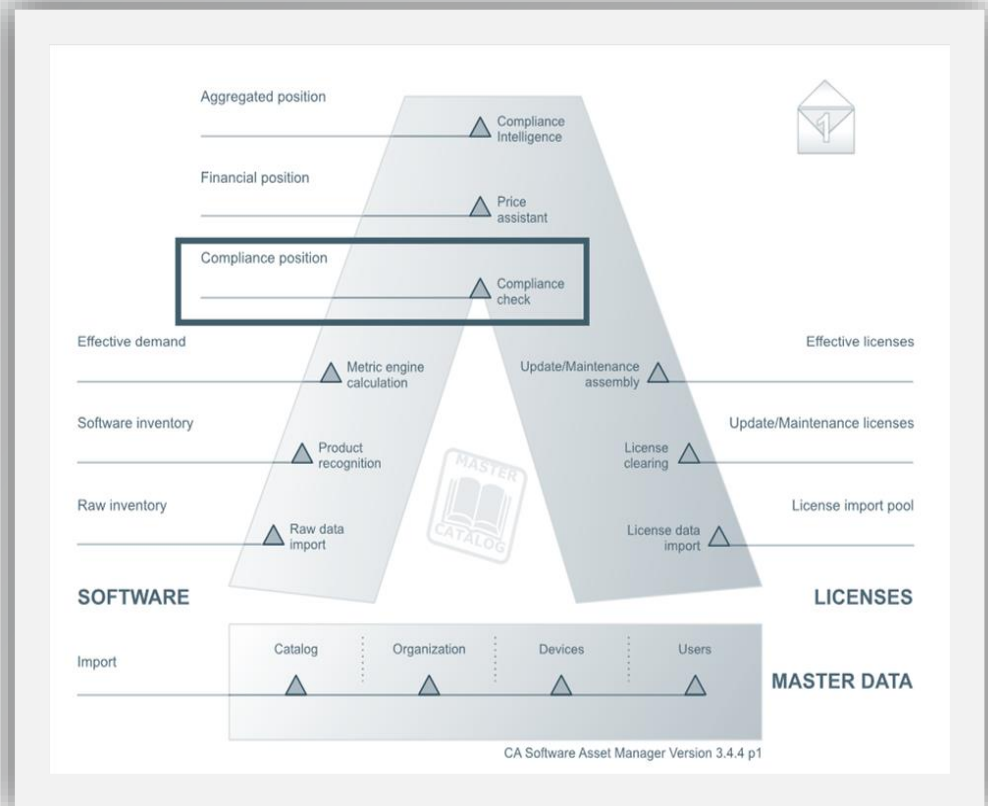 Aggregated position
Compliance
Intelligence
1
Financial position
Price
assistant
Compliance position
Compliance
check
Effective demand
Effective licenses
Metric engine
calculation
Update/Maintenance
assembly
Software inventory
Update/Maintenance licenses
Product
recognition
License
clearing
MASTER
CATALOG
Raw inventory
License import pool
Raw data
import
License data
import
SOFTWARE
LICENSES
Import
Catalog
Organization
Devices
Users
MASTER DATA
CA Software Asset Manager Version 3.4.4 p1